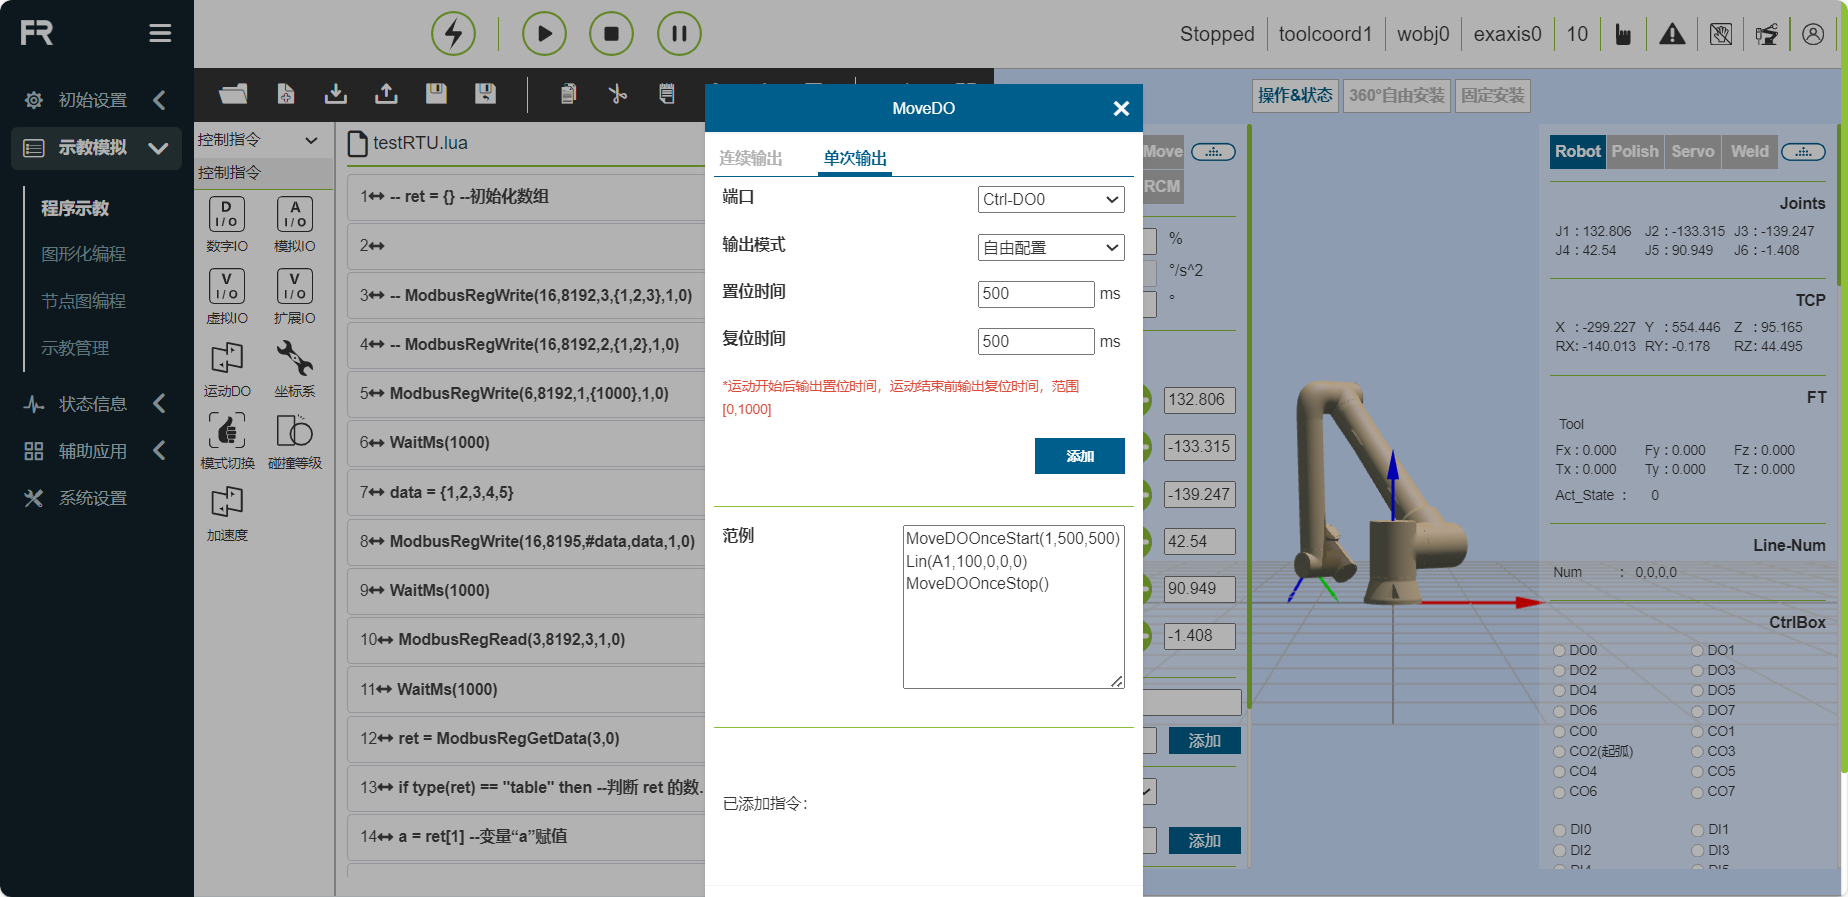 FR
Stopped
toolcoord1
wobj0
exaxis0
10
初始设置
示教模拟
程序示教
图形化编程
节点图编程
示教管理
状态信息
辅助应用
系统设置
控制指令
控制指令
D
I/O
数字IO
A
I/O
模拟IO
V
I/O
虚拟IO
V
I/O
扩展IO
运动DO
坐标系
模式切换
碰撞等级
加速度
testRTU.lua
1 -- ret = {} --初始化数组
2
3 -- ModbusRegWrite(16,8192,3,{1,2,3},1,0)
4 -- ModbusRegWrite(16,8192,2,{1,2},1,0)
5 ModbusRegWrite(6,8192,1,{1000},1,0)
6 WaitMs(1000)
7 data = {1,2,3,4,5}
8 ModbusRegWrite(16,8195,#data,data,1,0)
9 WaitMs(1000)
10 ModbusRegRead(3,8192,3,1,0)
11 WaitMs(1000)
12 ret = ModbusRegGetData(3,0)
13 if type(ret) == "table" then --判断 ret 的数...
14 a = ret[1] --变量“a”赋值
MoveDO
连续输出
单次输出
端口
Ctrl-DO0
输出模式
自由配置
置位时间
500
ms
复位时间
500
ms
*运动开始后输出置位时间，运动结束前输出复位时间，范围
[0,1000]
添加
范例
MoveDOOnceStart(1,500,500)
Lin(A1,100,0,0,0)
MoveDOOnceStop()
已添加指令：
Move
RCM
%
°/s^2
°
132.806
-133.315
-139.247
42.54
90.949
-1.408
添加
添加
操作&状态
360°自由安装
固定安装
Robot
Polish
Servo
Weld
Joints
J1 : 132.806 J2 : -133.315 J3 : -139.247
J4 : 42.54 J5 : 90.949 J6 : -1.408
TCP
X : -299.227 Y : 554.446 Z : 95.165
RX: -140.013 RY: -0.178 RZ: 44.495
FT
Tool
Fx : 0.000 Fy : 0.000 Fz : 0.000
Tx : 0.000 Ty : 0.000 Tz : 0.000
Act_State : 0
Line-Num
Num : 0,0,0,0
CtrlBox
DO0 DO1
DO2 DO3
DO4 DO5
DO6 DO7
CO0 CO1
CO2(起弧) CO3
CO4 CO5
CO6 CO7
DI0 DI1
DI2 DI3